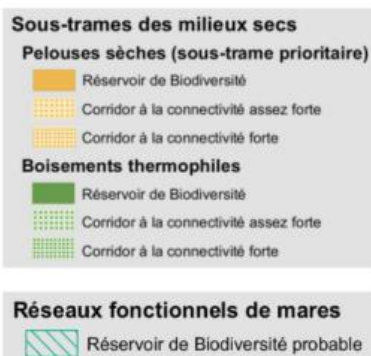 Sous-trames des milieux secs
Pelouses sèches (sous-trame prioritaire)
Réservoir de Biodiversité
Corridor à la connectivité assez forte
Corridor à la connectivité forte
Boisements thermophiles
Réservoir de Biodiversité
Corridor à la connectivité assez forte
Corridor à la connectivité forte
Réseaux fonctionnels de mares
Réservoir de Biodiversité probable